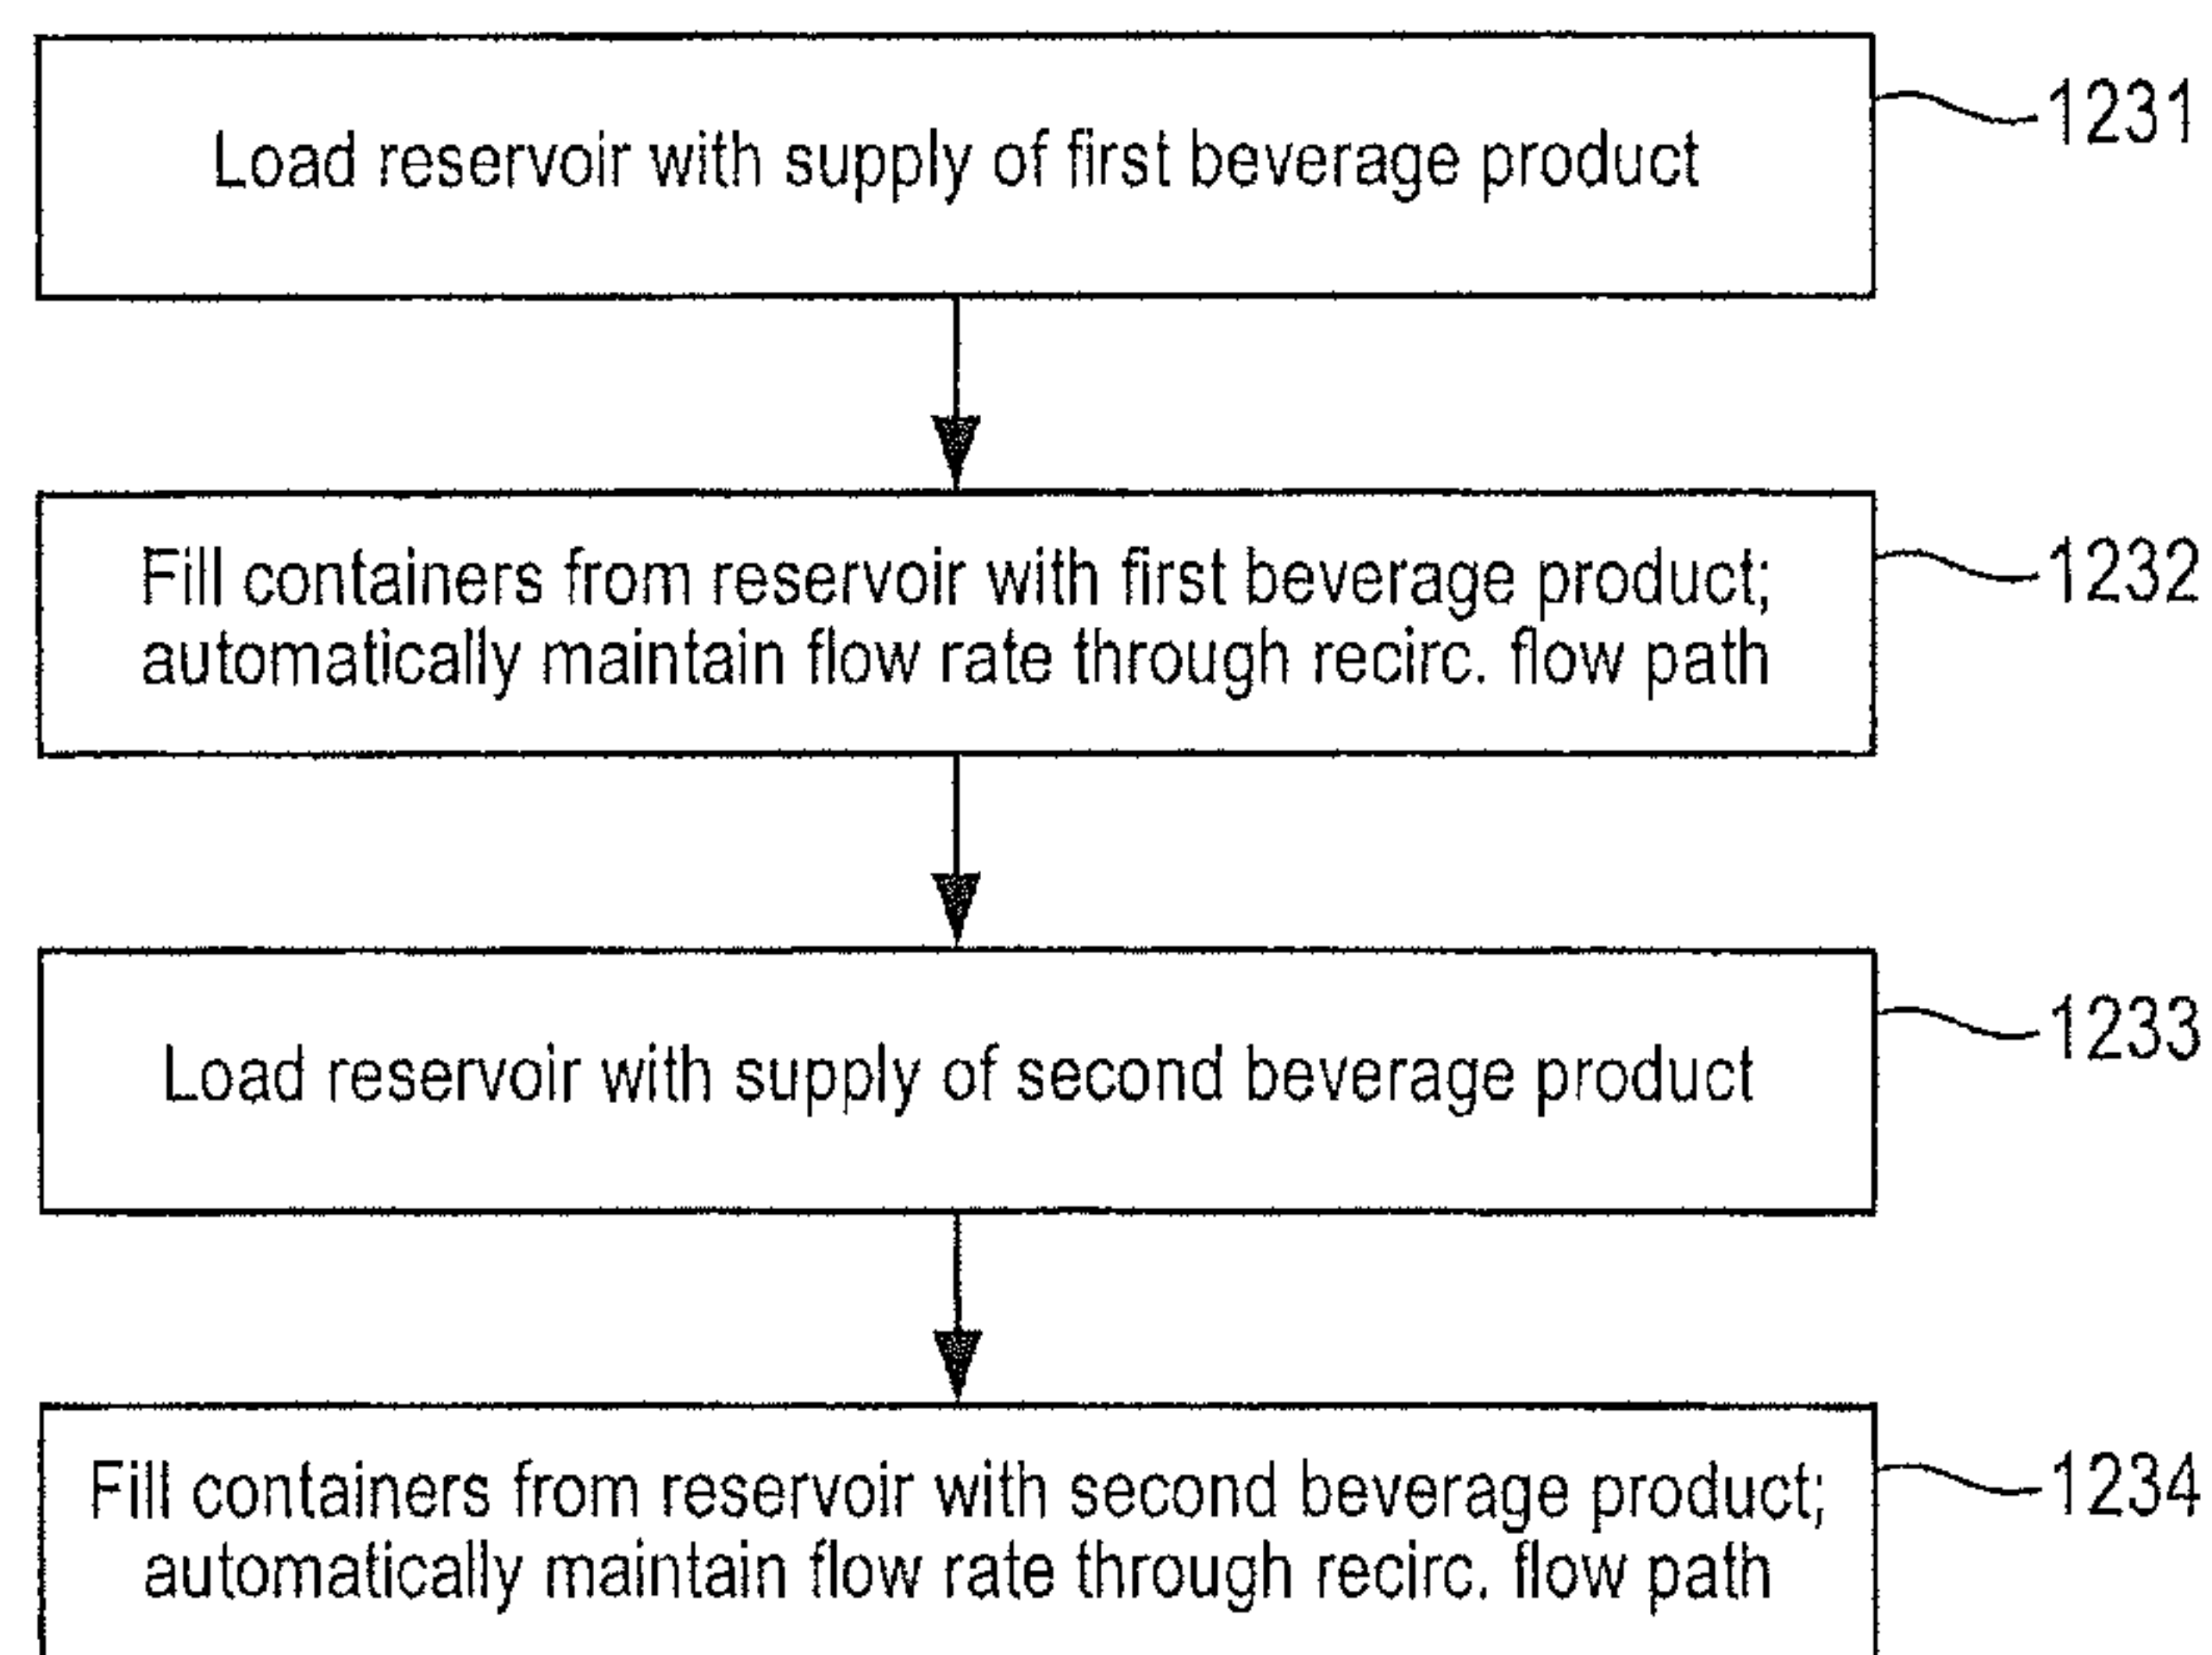 Load reservoir with supply of first beverage product
1231
Fill containers from reservoir with first beverage product;
automatically maintain flow rate through recirc. flow path
1232
Load reservoir with supply of second beverage product
1233
Fill containers from reservoir with second beverage product;
automatically maintain flow rate through recirc. flow path
1234